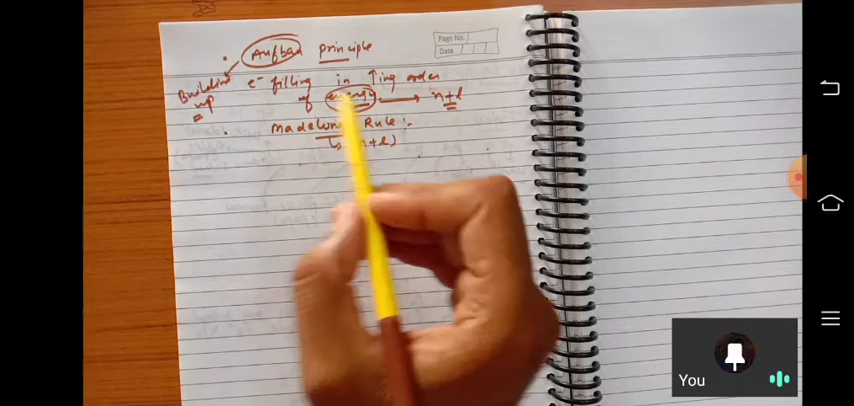 Aufbau principle
Page No.
Date
Building up
e⁻ filling in ↑ing order
of energy → n+l
Madelung Rule :-
↳ (n+l)
You